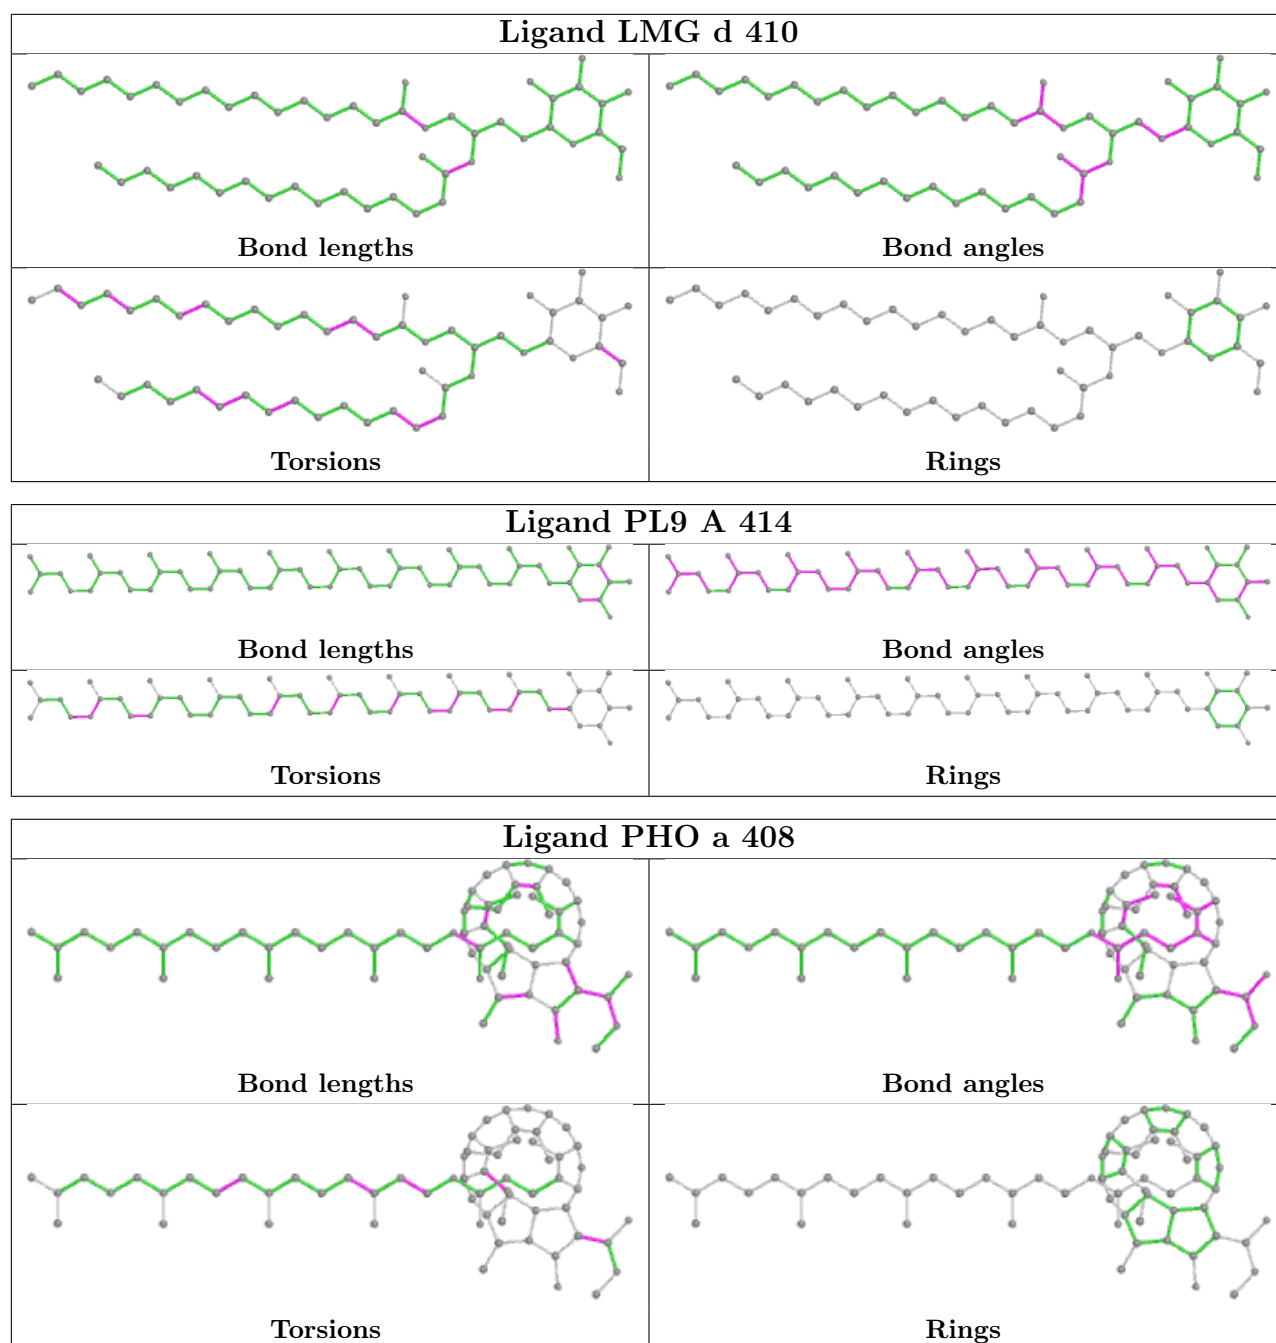 Ligand LMG d 410
Bond lengths
Bond angles
Torsions
Rings
Ligand PL9 A 414
Bond lengths
Bond angles
Torsions
Rings
Ligand PHO a 408
Bond lengths
Bond angles
Torsions
Rings